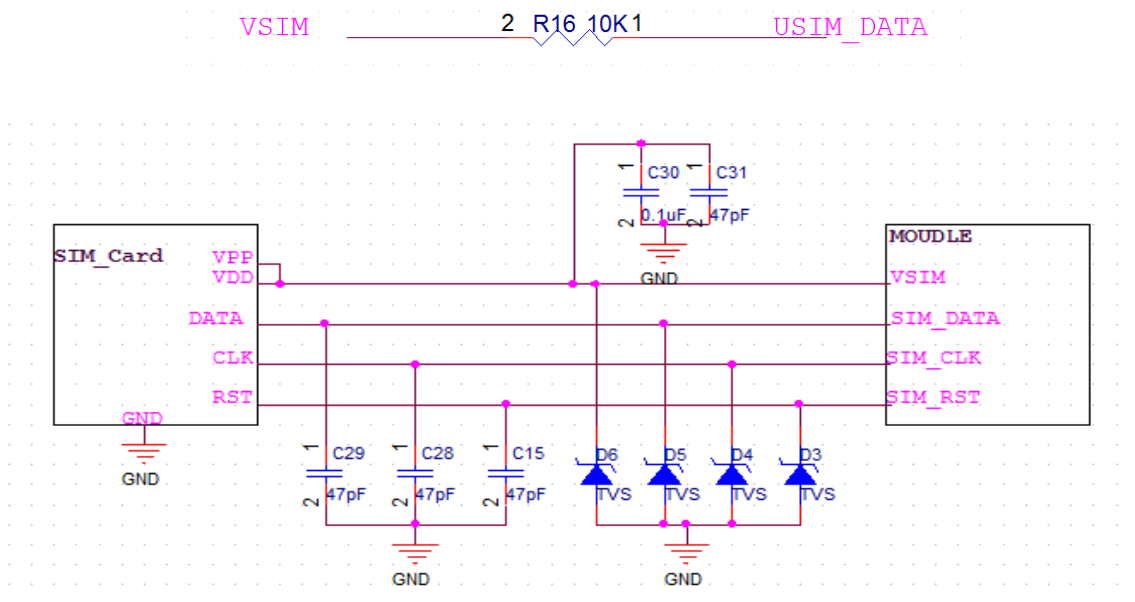 VSIM 2 R16 10K 1 USIM_DATA
1 C30 1 C31
2 0.1uF 2 47pF
GND
SIM_Card VPP
VDD
DATA
CLK
RST
GND
GND
MOUDLE
VSIM
SIM_DATA
SIM_CLK
SIM_RST
1 C29 1 C28 1 C15
2 47pF 2 47pF 2 47pF
GND
D6 D5 D4 D3
TVS TVS TVS TVS
GND